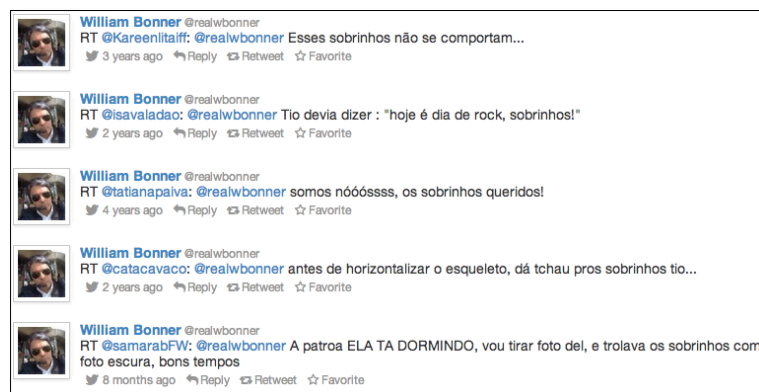 William Bonner @realwbonner
RT @Kareenlitaiff: @realwbonner Esses sobrinhos não se comportam...
3 years ago Reply Retweet Favorite
William Bonner @realwbonner
RT @isavaladao: @realwbonner Tio devia dizer : "hoje é dia de rock, sobrinhos!"
2 years ago Reply Retweet Favorite
William Bonner @realwbonner
RT @tatianapaiva: @realwbonner somos nóóóssss, os sobrinhos queridos!
4 years ago Reply Retweet Favorite
William Bonner @realwbonner
RT @catacavaco: @realwbonner antes de horizontalizar o esqueleto, dá tchau pros sobrinhos tio...
2 years ago Reply Retweet Favorite
William Bonner @realwbonner
RT @samarabFW: @realwbonner A patroa ELA TA DORMINDO, vou tirar foto del, e trolava os sobrinhos com
foto escura, bons tempos
8 months ago Reply Retweet Favorite